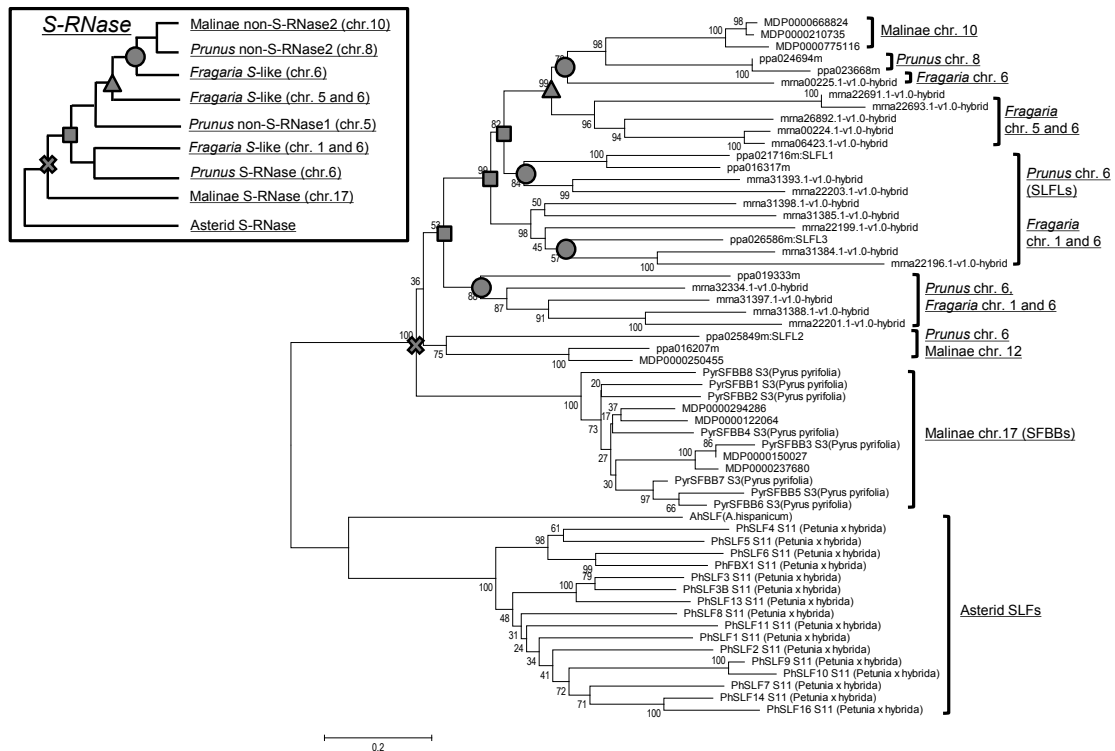 S-RNase
Malinae non-S-RNase2 (chr.10)
Prunus non-S-RNase2 (chr.8)
Fragaria S-like (chr.6)
Fragaria S-like (chr. 5 and 6)
Prunus non-S-RNase1 (chr.5)
Fragaria S-like (chr. 1 and 6)
Prunus S-RNase (chr.6)
Malinae S-RNase (chr.17)
Asterid S-RNase
98 MDP0000668824
MDP0000210735
MDP0000775116
Malinae chr. 10
98
ppa024694m
100 ppa023668m
Prunus chr. 8
mrna00225.1-v1.0-hybrid
Fragaria chr. 6
99
100 mrna22691.1-v1.0-hybrid
mrna22693.1-v1.0-hybrid
96 mrna26892.1-v1.0-hybrid
94 mrna00224.1-v1.0-hybrid
100 mrna06423.1-v1.0-hybrid
Fragaria
chr. 5 and 6
82
100 ppa021716m:SLFL1
ppa016317m
84
mrna31393.1-v1.0-hybrid
99 mrna22203.1-v1.0-hybrid
99
50 mrna31398.1-v1.0-hybrid
mrna31385.1-v1.0-hybrid
98
mrna22199.1-v1.0-hybrid
45
ppa026586m:SLFL3
57
mrna31384.1-v1.0-hybrid
100 mrna22196.1-v1.0-hybrid
Prunus chr. 6
(SLFLs)
Fragaria
chr. 1 and 6
53
ppa019333m
88
mrna32334.1-v1.0-hybrid
87
mrna31397.1-v1.0-hybrid
91
mrna31388.1-v1.0-hybrid
100 mrna22201.1-v1.0-hybrid
Prunus chr. 6,
Fragaria chr. 1 and 6
36
100
ppa025849m:SLFL2
75
ppa016207m
100 MDP0000250455
Prunus chr. 6
Malinae chr. 12
PyrSFBB8 S3(Pyrus pyrifolia)
100
20 PyrSFBB1 S3(Pyrus pyrifolia)
PyrSFBB2 S3(Pyrus pyrifolia)
73
37 MDP0000294286
17 MDP0000122064
PyrSFBB4 S3(Pyrus pyrifolia)
27
86 PyrSFBB3 S3(Pyrus pyrifolia)
100 MDP0000150027
MDP0000237680
30
PyrSFBB7 S3(Pyrus pyrifolia)
97 PyrSFBB5 S3(Pyrus pyrifolia)
66 PyrSFBB6 S3(Pyrus pyrifolia)
Malinae chr.17 (SFBBs)
AhSLF(A.hispanicum)
61 PhSLF4 S11 (Petunia x hybrida)
98 PhSLF5 S11 (Petunia x hybrida)
PhSLF6 S11 (Petunia x hybrida)
99 PhFBX1 S11 (Petunia x hybrida)
100
79 PhSLF3 S11 (Petunia x hybrida)
100 PhSLF3B S11 (Petunia x hybrida)
PhSLF13 S11 (Petunia x hybrida)
48
PhSLF8 S11 (Petunia x hybrida)
31
PhSLF11 S11 (Petunia x hybrida)
24
PhSLF1 S11 (Petunia x hybrida)
34
PhSLF2 S11 (Petunia x hybrida)
41
100 PhSLF9 S11 (Petunia x hybrida)
PhSLF10 S11 (Petunia x hybrida)
72
PhSLF7 S11 (Petunia x hybrida)
71
PhSLF14 S11 (Petunia x hybrida)
100 PhSLF16 S11 (Petunia x hybrida)
Asterid SLFs
0.2